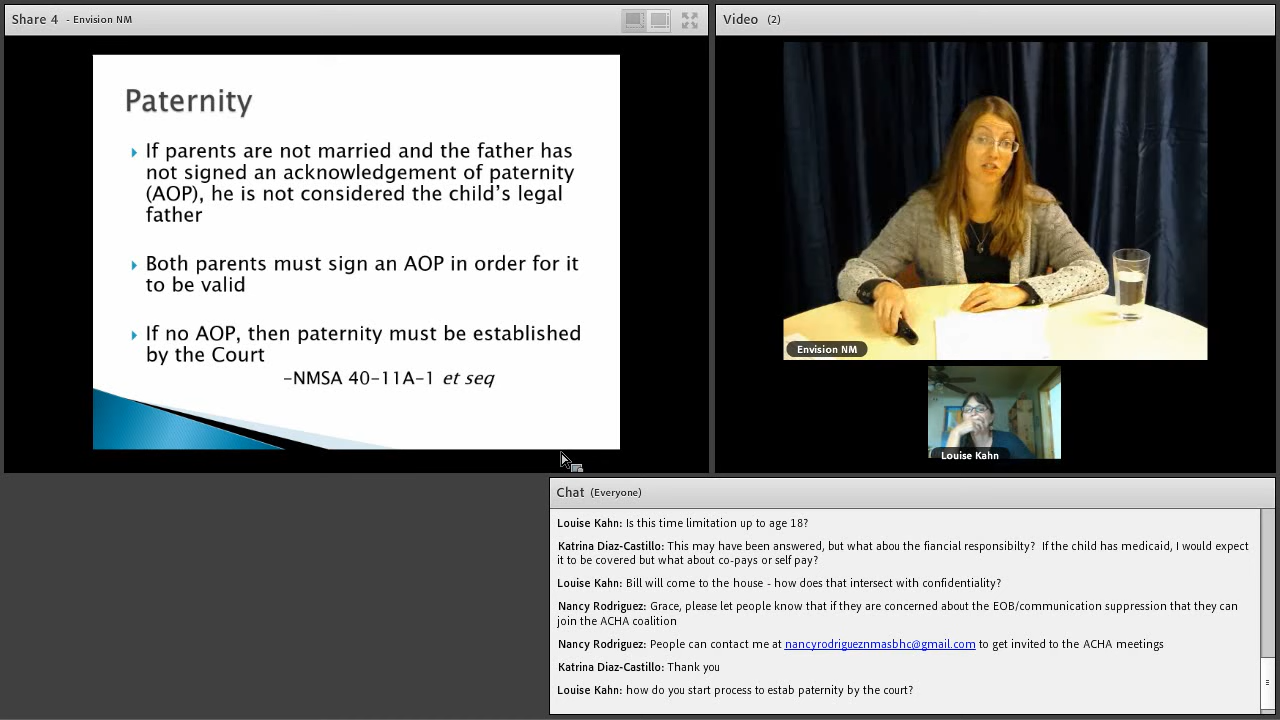 Share 4 - Envision NM
Paternity
If parents are not married and the father has
not signed an acknowledgement of paternity
(AOP), he is not considered the child's legal
father
Both parents must sign an AOP in order for it
to be valid
If no AOP, then paternity must be established
by the Court
-NMSA 40-11A-1 et seq
Video (2)
Envision NM
Louise Kahn
Chat (Everyone)
Louise Kahn: Is this time limitation up to age 18?
Katrina Diaz-Castillo: This may have been answered, but what abou the fiancial responsibilty? If the child has medicaid, I would expect
it to be covered but what about co-pays or self pay?
Louise Kahn: Bill will come to the house - how does that intersect with confidentiality?
Nancy Rodriguez: Grace, please let people know that if they are concerned about the EOB/communication suppression that they can
join the ACHA coalition
Nancy Rodriguez: People can contact me at nancyrodrigueznmasbhc@gmail.com to get invited to the ACHA meetings
Katrina Diaz-Castillo: Thank you
Louise Kahn: how do you start process to estab paternity by the court?